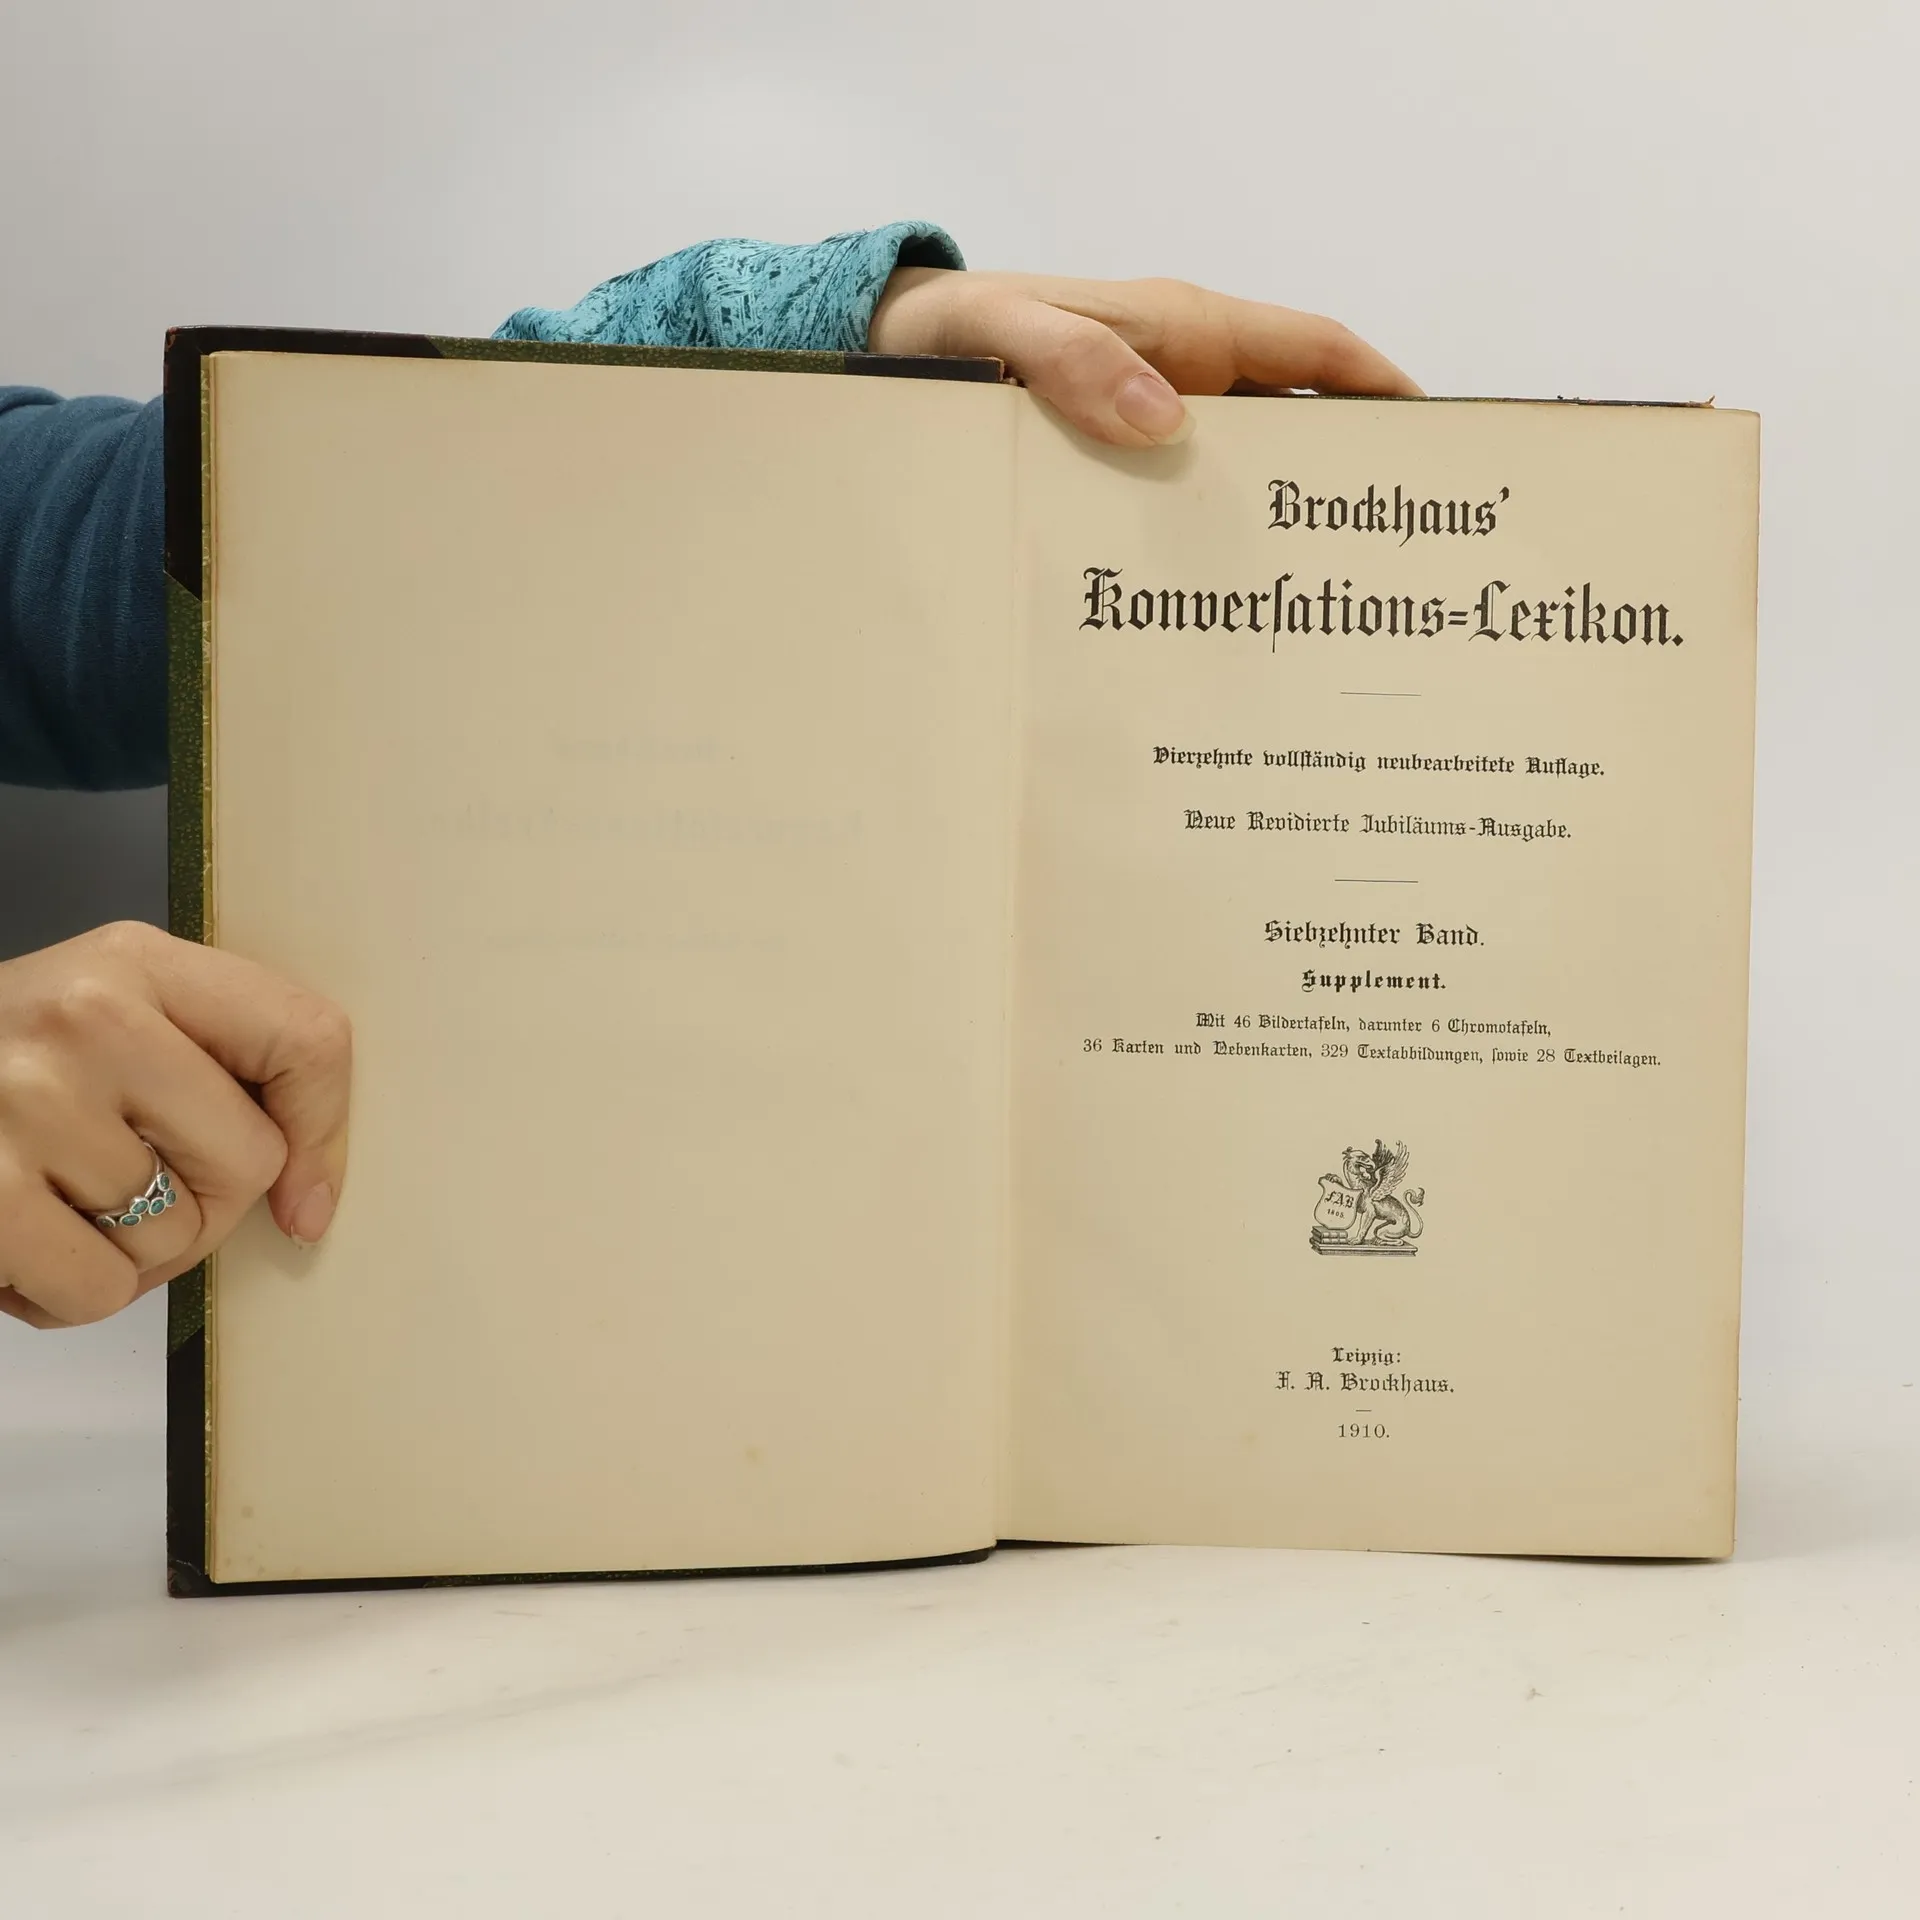 Brockhaus’
Konverſations=Lexikon.
Vierzehnte vollſtändig neubearbeitete Auflage.
Neue Revidierte Jubiläums-Ausgabe.
Siebzehnter Band.
Supplement.
Mit 46 Bildertafeln, darunter 6 Chromotafeln,
36 Karten und Nebenkarten, 329 Textabbildungen, ſowie 28 Textbeilagen.
F.A.B.
1805.
Leipzig:
F. A. Brockhaus.
1910.